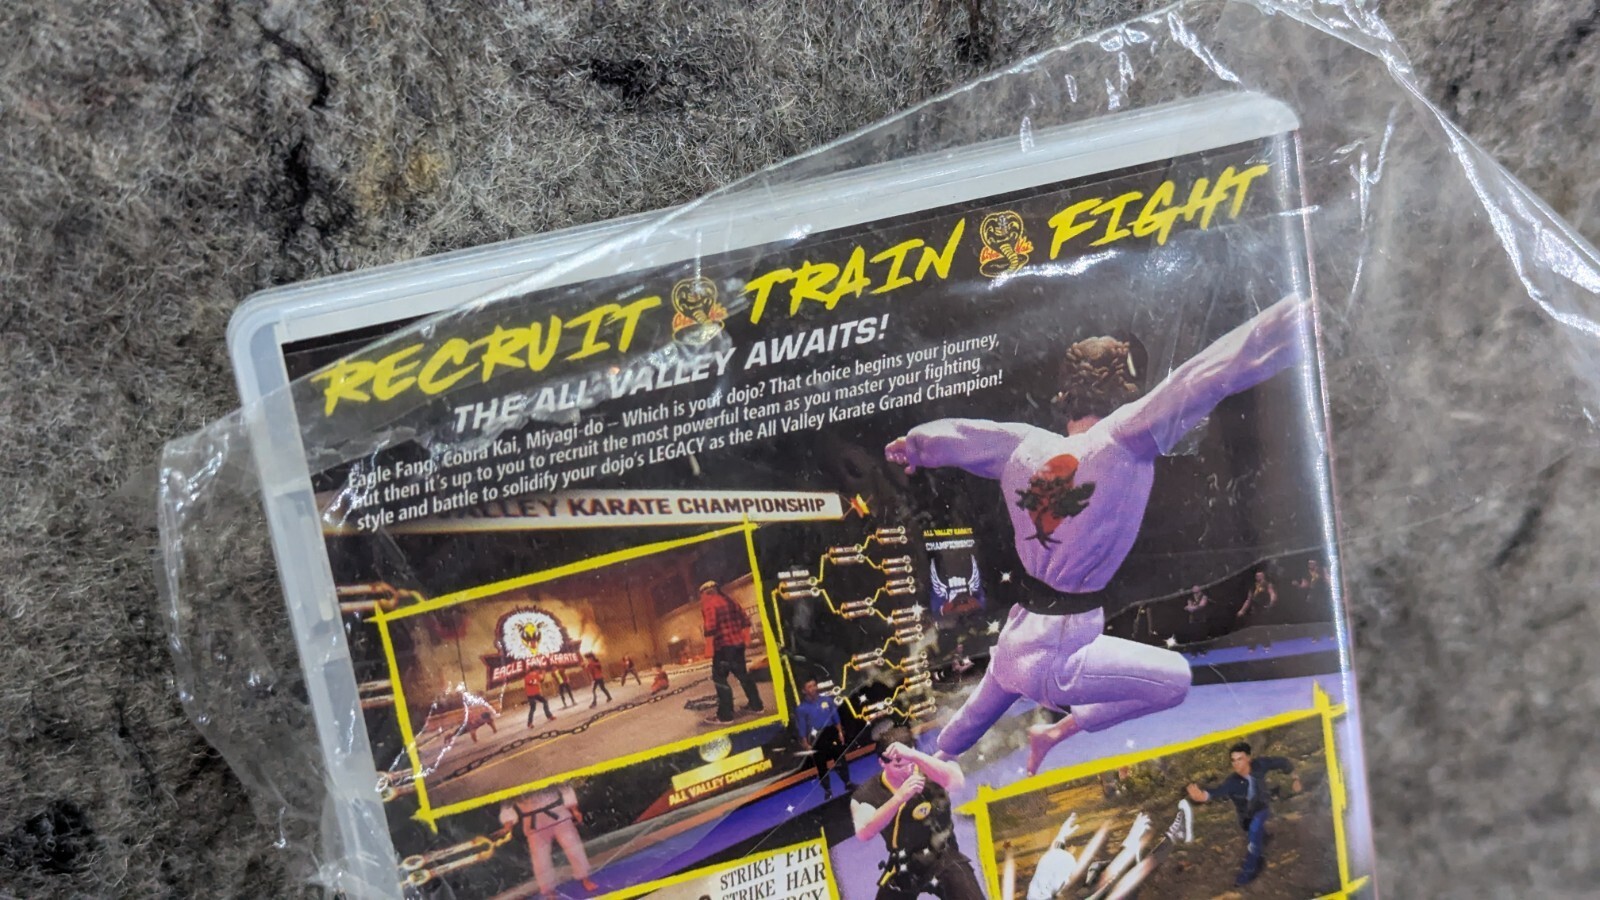 RECRUIT TRAIN FIGHT
THE ALL VALLEY AWAITS!
Eagle Fang, Cobra Kai, Miyagi-do – Which is your dojo? That choice begins your journey,
but then it's up to you to recruit the most powerful team as you master your fighting
style and battle to solidify your dojo's LEGACY as the All Valley Karate Grand Champion!
VALLEY KARATE CHAMPIONSHIP
ALL VALLEY KARATE
CHAMPIONSHIP
EAGLE FANG KARATE
ALL VALLEY CHAMPION
STRIKE FIR
STRIKE HAR
RCY